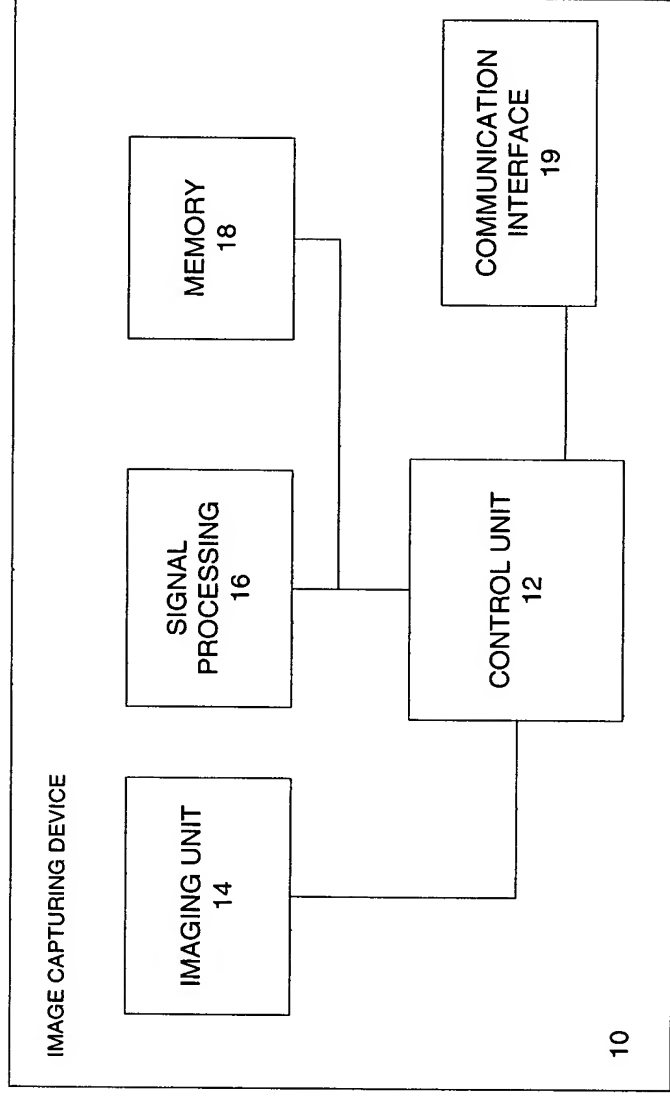 IMAGE CAPTURING DEVICE
IMAGING UNIT
14
SIGNAL
PROCESSING
16
MEMORY
18
CONTROL UNIT
12
COMMUNICATION
INTERFACE
19
10